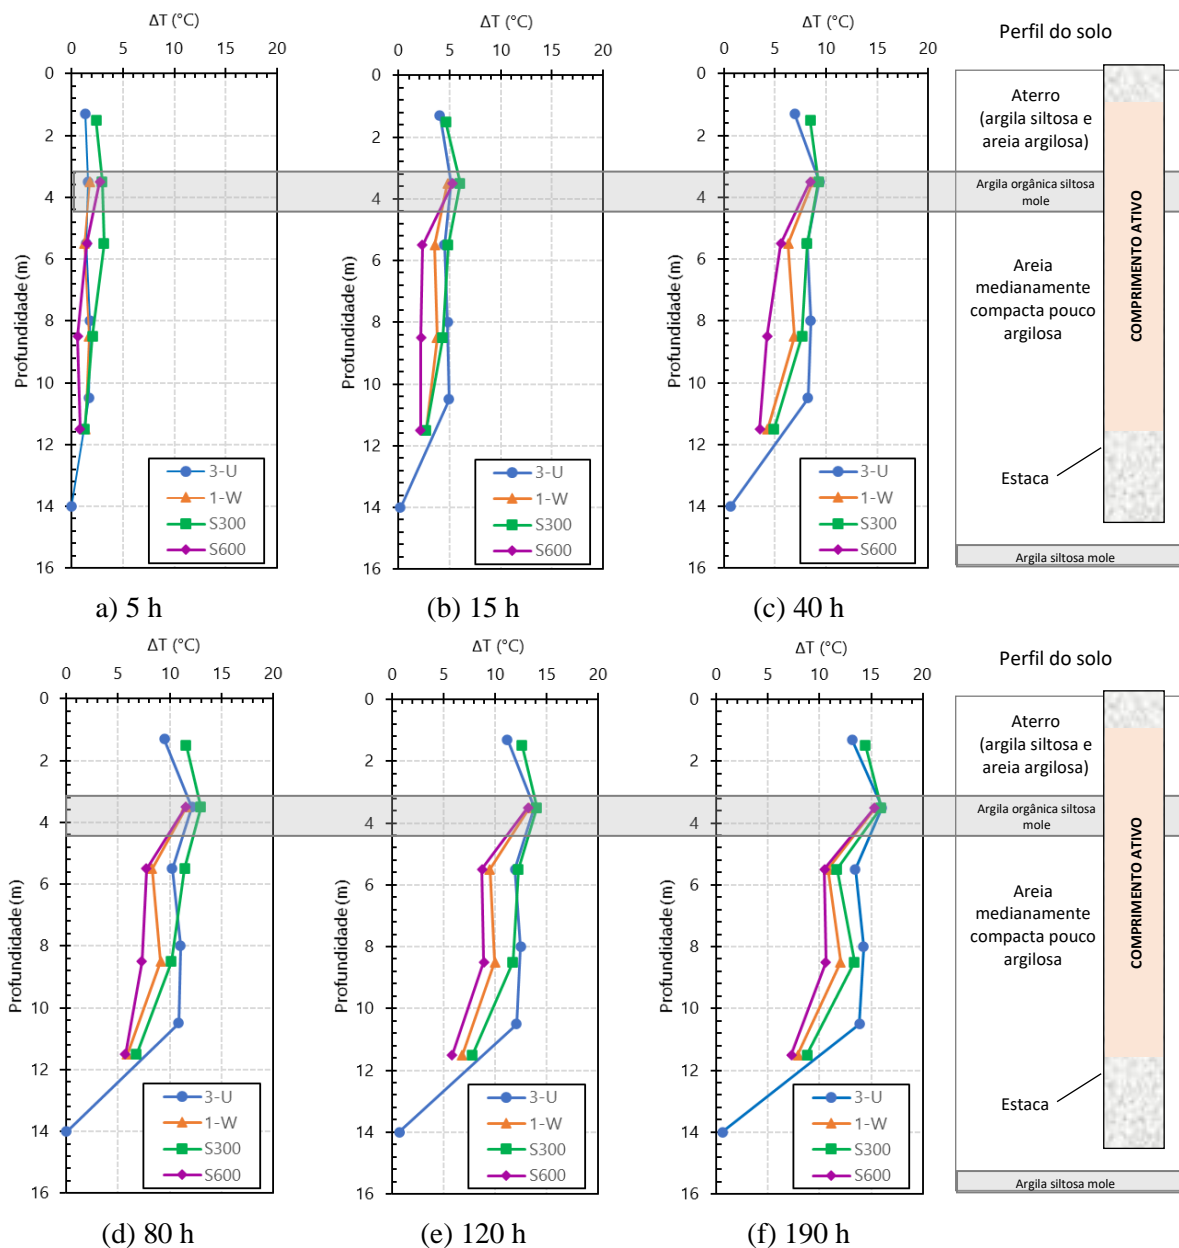 ΔT (°C)
0 5 10 15 20
0
2
4
6
8
10
12
14
16
Profundidade (m)
3-U
1-W
S300
S600
a) 5 h
ΔT (°C)
0 5 10 15 20
0
2
4
6
8
10
12
14
16
Profundidade (m)
3-U
1-W
S300
S600
(b) 15 h
ΔT (°C)
0 5 10 15 20
0
2
4
6
8
10
12
14
16
Profundidade (m)
3-U
1-W
S300
S600
(c) 40 h
Perfil do solo
Aterro
(argila siltosa e
areia argilosa)
Argila orgânica siltosa
mole
Areia
medianamente
compacta pouco
argilosa
COMPRIMENTO ATIVO
Estaca
Argila siltosa mole
ΔT (°C)
0 5 10 15 20
0
2
4
6
8
10
12
14
16
Profundidade (m)
3-U
1-W
S300
S600
(d) 80 h
ΔT (°C)
0 5 10 15 20
0
2
4
6
8
10
12
14
16
Profundidade (m)
3-U
1-W
S300
S600
(e) 120 h
ΔT (°C)
0 5 10 15 20
0
2
4
6
8
10
12
14
16
Profundidade (m)
3-U
1-W
S300
S600
(f) 190 h
Perfil do solo
Aterro
(argila siltosa e
areia argilosa)
Argila orgânica siltosa
mole
Areia
medianamente
compacta pouco
argilosa
COMPRIMENTO ATIVO
Estaca
Argila siltosa mole